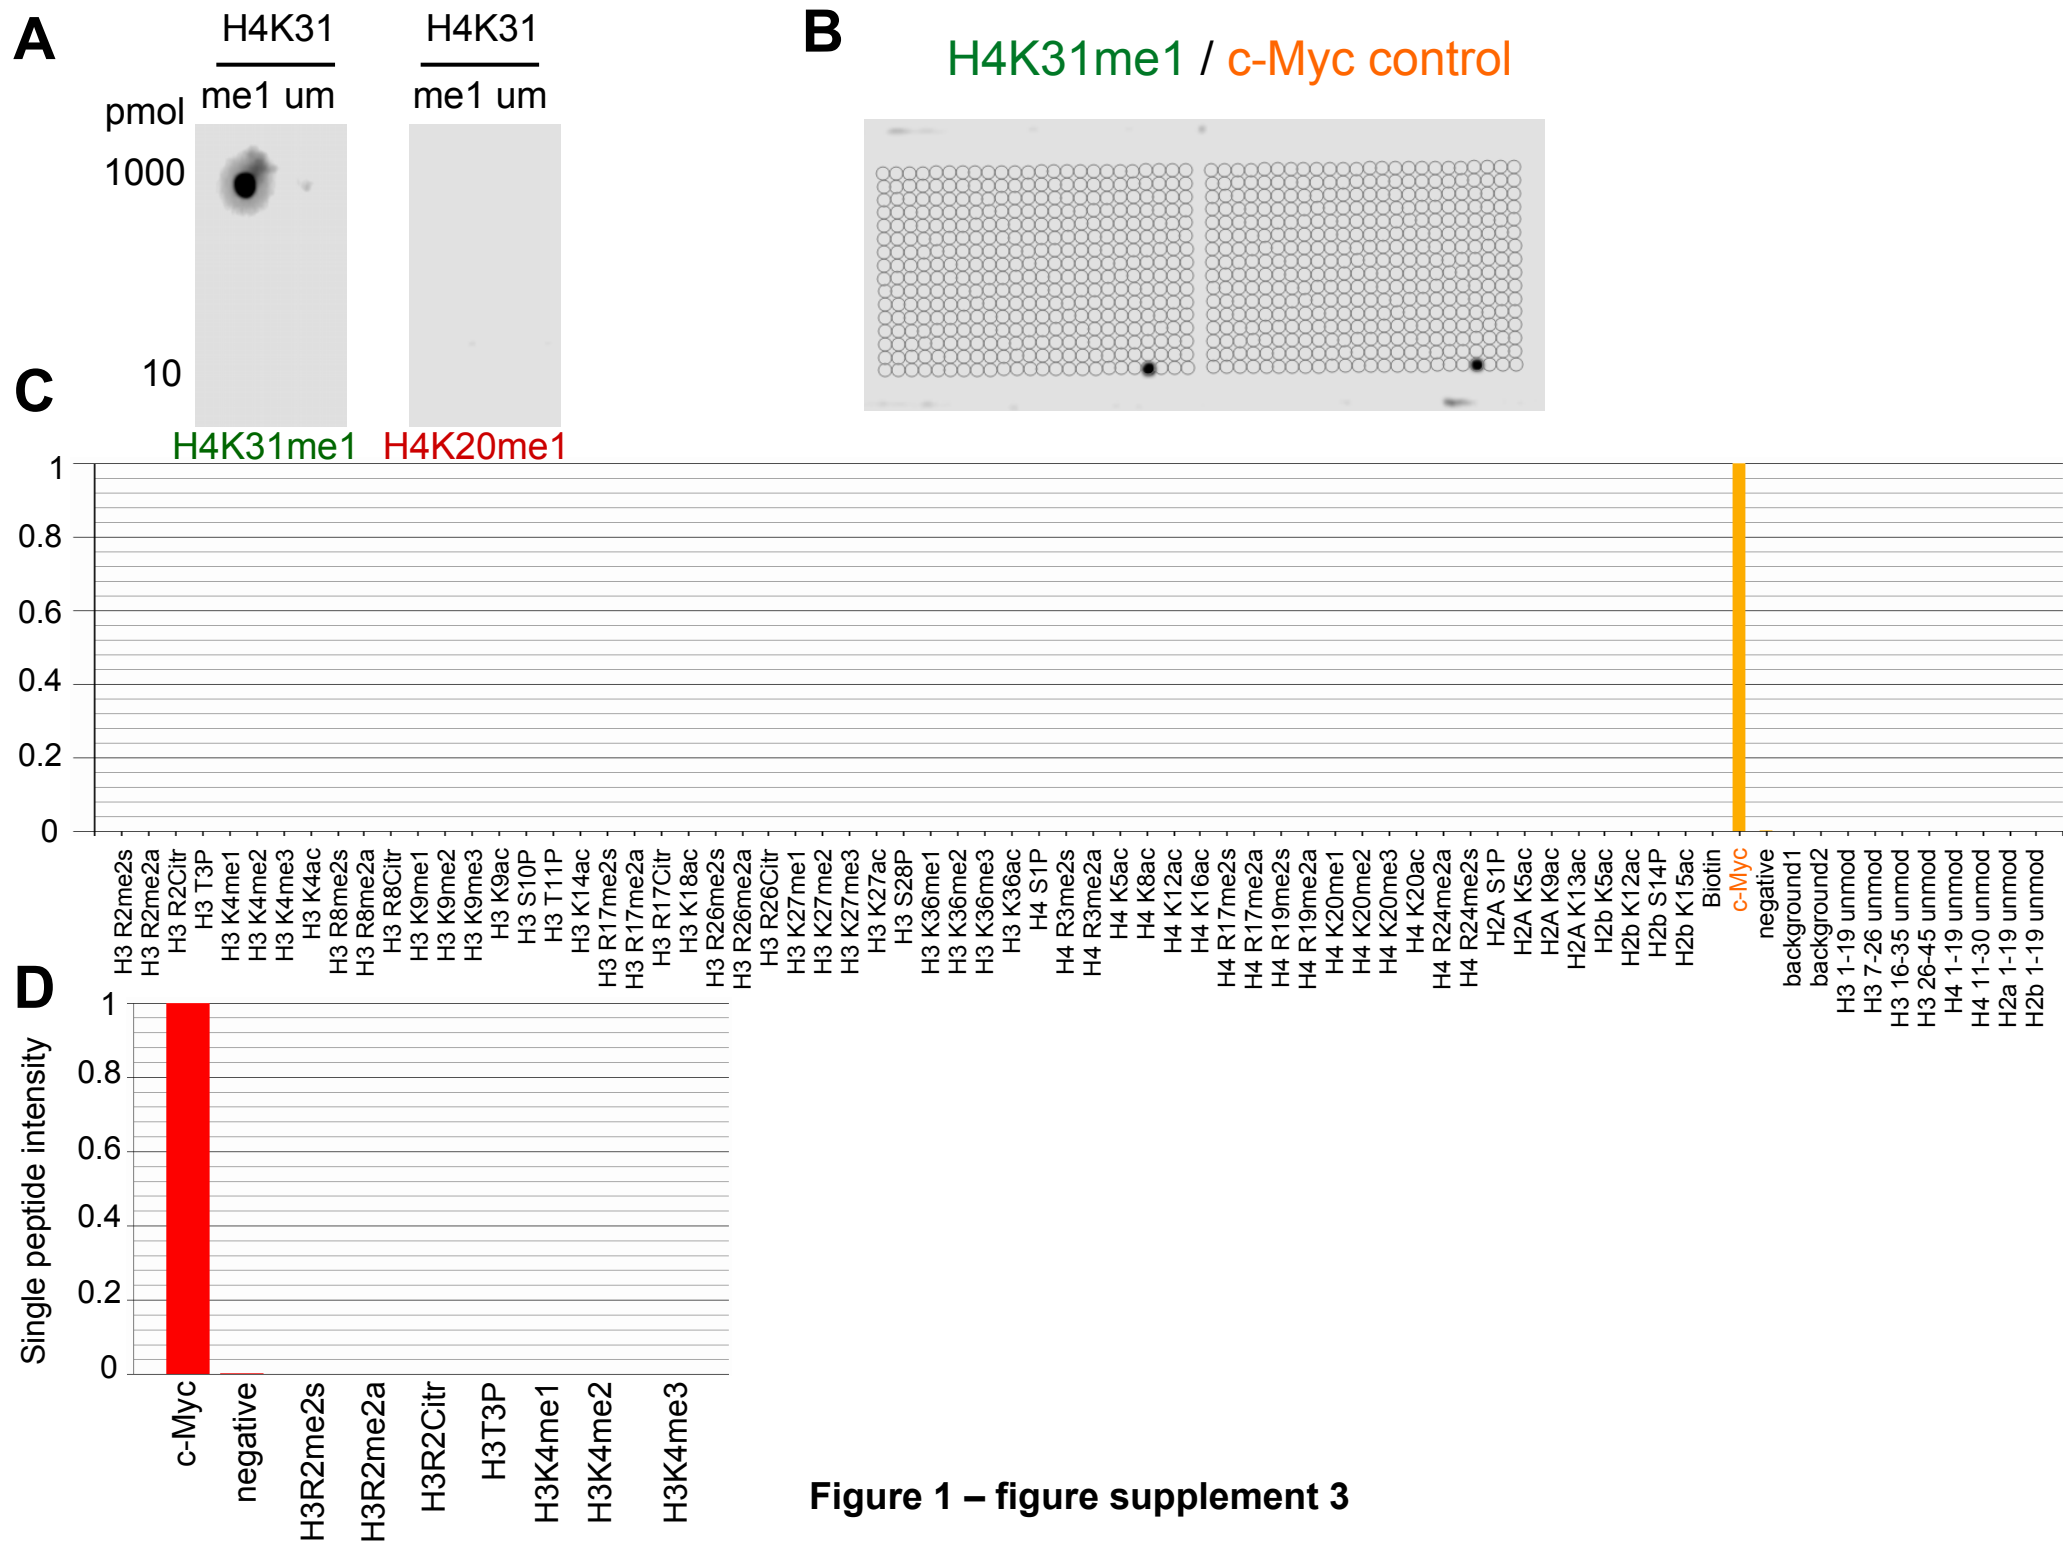 A
H4K31 H4K31
me1 um me1 um
pmol
1000
10
H4K31me1 H4K20me1
B
H4K31me1 / c-Myc control
C
1
0.8
0.6
0.4
0.2
0
H3 R2me2s
H3 R2me2a
H3 R2Citr
H3 T3P
H3 K4me1
H3 K4me2
H3 K4me3
H3 K4ac
H3 R8me2s
H3 R8me2a
H3 R8Citr
H3 K9me1
H3 K9me2
H3 K9me3
H3 K9ac
H3 S10P
H3 T11P
H3 K14ac
H3 R17me2s
H3 R17me2a
H3 R17Citr
H3 K18ac
H3 R26me2s
H3 R26me2a
H3 R26Citr
H3 K27me1
H3 K27me2
H3 K27me3
H3 K27ac
H3 S28P
H3 K36me1
H3 K36me2
H3 K36me3
H3 K36ac
H4 S1P
H4 R3me2s
H4 R3me2a
H4 K5ac
H4 K8ac
H4 K12ac
H4 K16ac
H4 R17me2s
H4 R17me2a
H4 R19me2s
H4 R19me2a
H4 K20me1
H4 K20me2
H4 K20me3
H4 K20ac
H4 R24me2a
H4 R24me2s
H2A S1P
H2A K5ac
H2A K9ac
H2A K13ac
H2b K5ac
H2b K12ac
H2b S14P
H2b K15ac
Biotin
c-Myc
negative
background1
background2
H3 1-19 unmod
H3 7-26 unmod
H3 16-35 unmod
H3 26-45 unmod
H4 1-19 unmod
H4 11-30 unmod
H2a 1-19 unmod
H2b 1-19 unmod
D
Single peptide intensity
1
0.8
0.6
0.4
0.2
0
c-Myc
negative
H3R2me2s
H3R2me2a
H3R2Citr
H3T3P
H3K4me1
H3K4me2
H3K4me3
Figure 1 – figure supplement 3